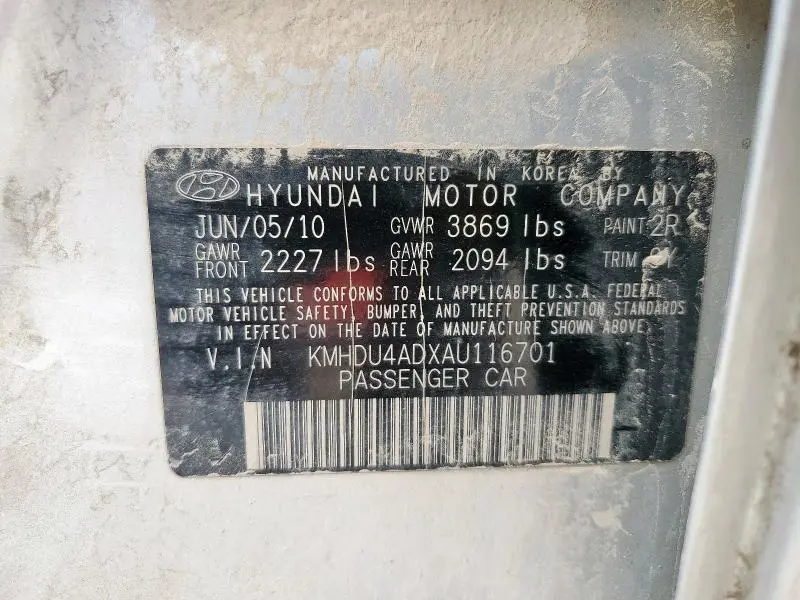 MANUFACTURED IN KOREA BY
HYUNDAI MOTOR COMPANY
JUN/05/10 GVWR 3869 lbs PAINT 2R
GAWR FRONT 2227 lbs GAWR REAR 2094 lbs TRIM
THIS VEHICLE CONFORMS TO ALL APPLICABLE U.S.A. FEDERAL
MOTOR VEHICLE SAFETY, BUMPER, AND THEFT PREVENTION STANDARDS
IN EFFECT ON THE DATE OF MANUFACTURE SHOWN ABOVE.
V.I.N KMHDU4ADXAU116701
PASSENGER CAR